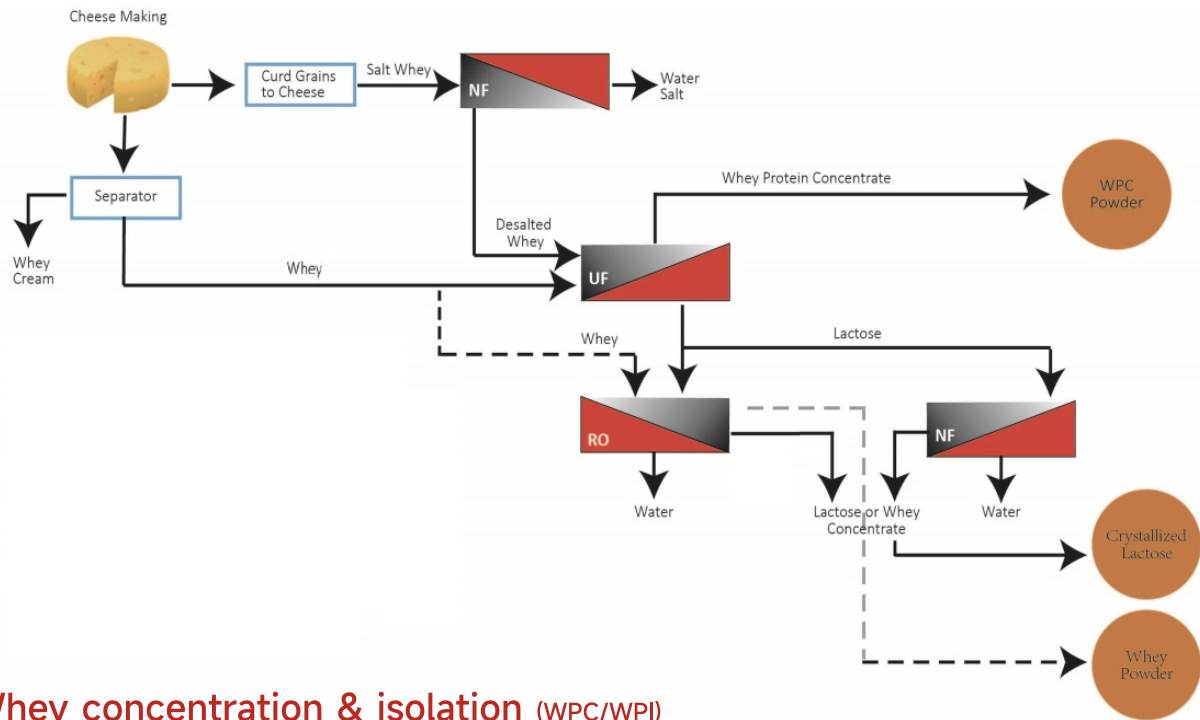 Cheese Making
Curd Grains
to Cheese
Salt Whey
NF
Water
Salt
Separator
Whey
Cream
Whey Protein Concentrate
WPC
Powder
Desalted
Whey
Whey
UF
Whey
Lactose
RO
NF
Water
Lactose or Whey
Concentrate
Water
Crystallized
Lactose
Whey
Powder
Whey concentration & isolation (WPC/WPI)